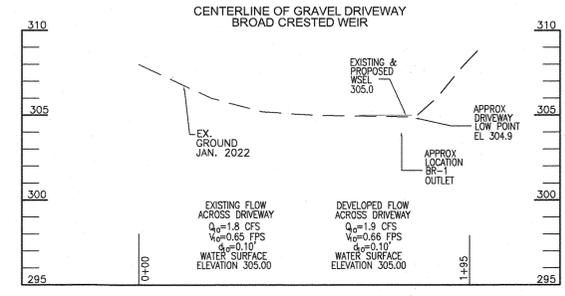 CENTERLINE OF GRAVEL DRIVEWAY
BROAD CRESTED WEIR
310
310
EXISTING &
PROPOSED
WSEL
305.0
305
305
APPROX
DRIVEWAY
LOW POINT
EL 304.9
EX.
GROUND
JAN. 2022
APPROX
LOCATION
BR-1
OUTLET
300
300
EXISTING FLOW
ACROSS DRIVEWAY
Q10=1.8 CFS
V10=0.65 FPS
d10=0.10'
WATER SURFACE
ELEVATION 305.00
DEVELOPED FLOW
ACROSS DRIVEWAY
Q10=1.9 CFS
V10=0.66 FPS
d10=0.10'
WATER SURFACE
ELEVATION 305.00
0+00
1+95
295
295